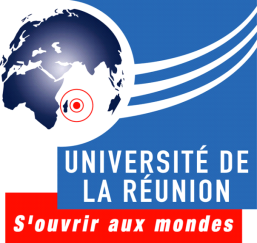 UNIVERSITÉ DE
LA RÉUNION
S'ouvrir aux mondes